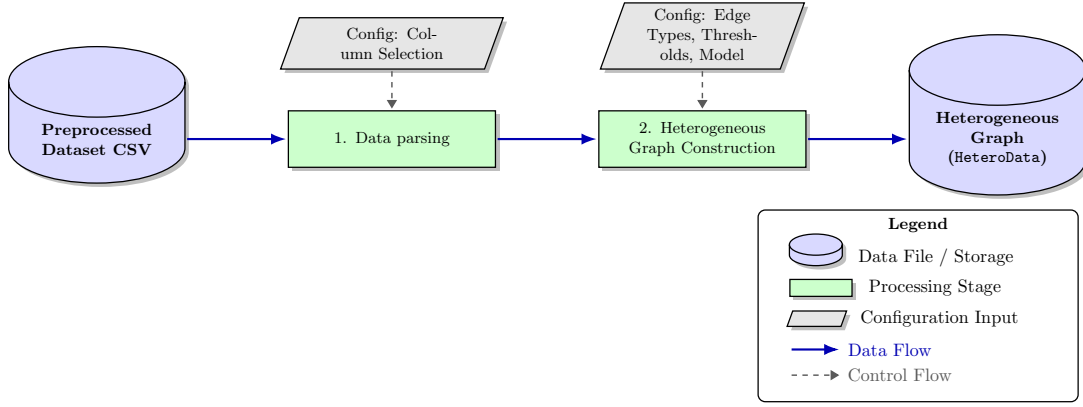 Config: Col-
umn Selection
Config: Edge
Types, Thresh-
olds, Model
Preprocessed
Dataset CSV
1. Data parsing
2. Heterogeneous
Graph Construction
Heterogeneous
Graph
(HeteroData)
Legend
Data File / Storage
Processing Stage
Configuration Input
Data Flow
Control Flow